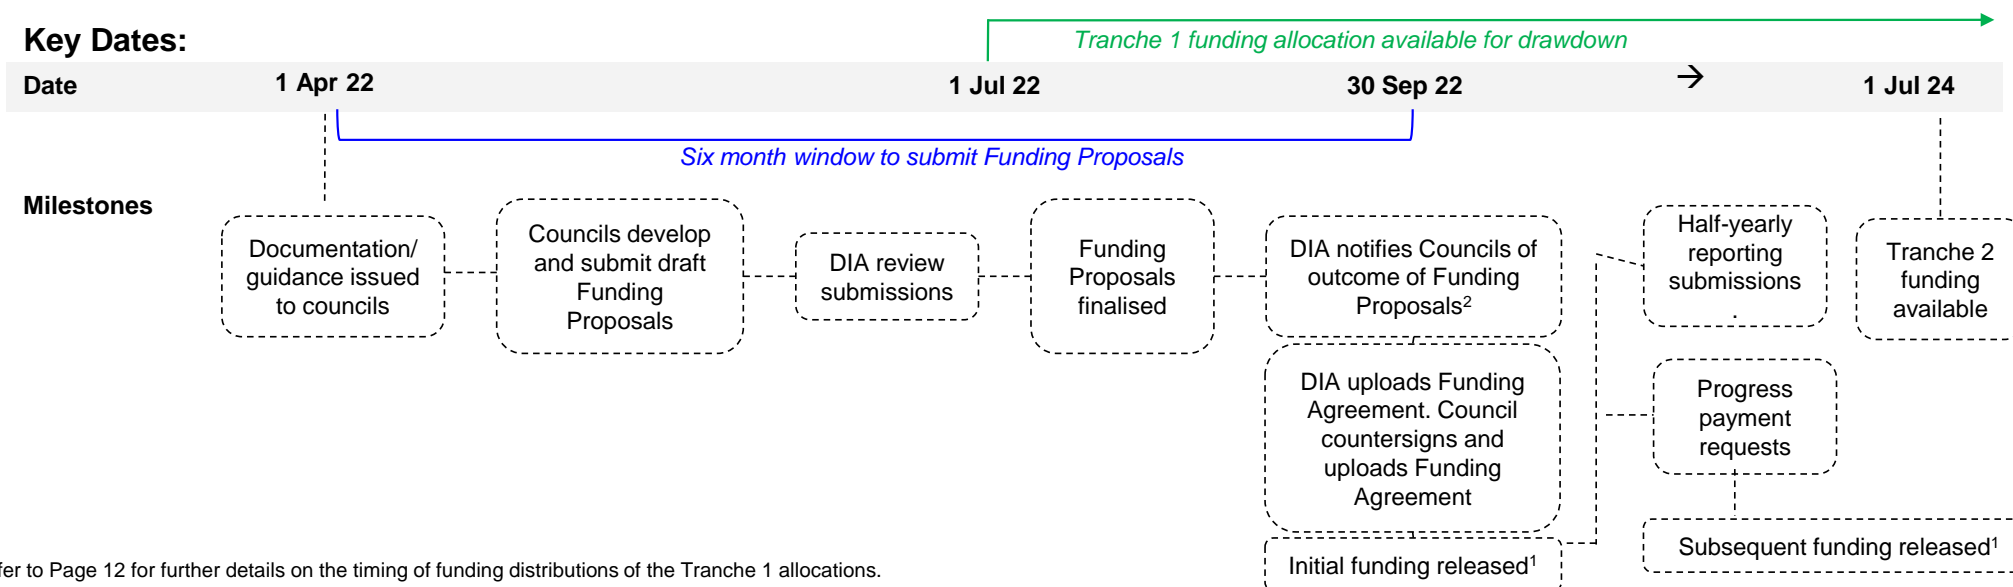 Key Dates:
Tranche 1 funding allocation available for drawdown
Date
1 Apr 22
1 Jul 22
30 Sep 22
→
1 Jul 24
Six month window to submit Funding Proposals
Milestones
Documentation/
guidance issued
to councils
Councils develop
and submit draft
Funding
Proposals
DIA review
submissions
Funding
Proposals
finalised
DIA notifies Councils of
outcome of Funding
Proposals²
DIA uploads Funding
Agreement. Council
countersigns and
uploads Funding
Agreement
Initial funding released¹
Half-yearly
reporting
submissions
.
Progress
payment
requests
Subsequent funding released¹
Tranche 2
funding
available
fer to Page 12 for further details on the timing of funding distributions of the Tranche 1 allocations.